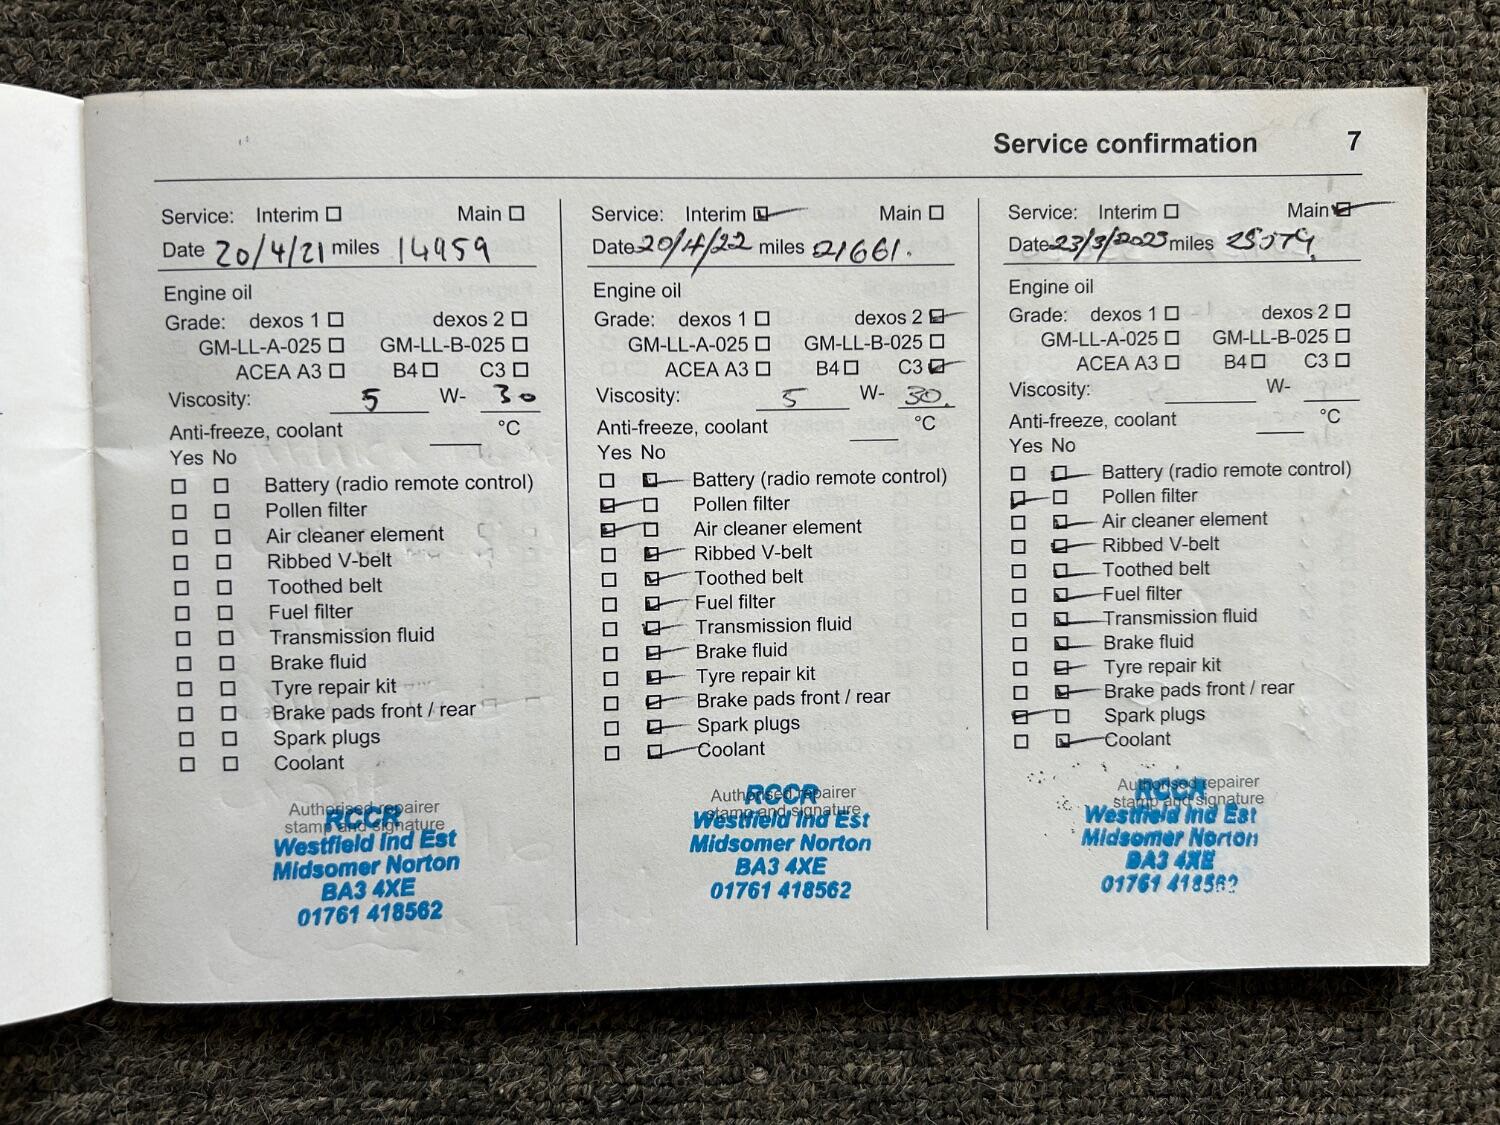 Service confirmation 7
Service: Interim Main
Date 20/4/21 miles 14959
Engine oil
Grade: dexos 1 dexos 2
GM-LL-A-025 GM-LL-B-025
ACEA A3 B4 C3
Viscosity: 5 W- 30
Anti-freeze, coolant °C
Yes No
Battery (radio remote control)
Pollen filter
Air cleaner element
Ribbed V-belt
Toothed belt
Fuel filter
Transmission fluid
Brake fluid
Tyre repair kit
Brake pads front / rear
Spark plugs
Coolant
Authorised repairer
stamp and signature
RCCR
Westfield Ind Est
Midsomer Norton
BA3 4XE
01761 418562
Service: Interim Main
Date 20/4/22 miles 21661.
Engine oil
Grade: dexos 1 dexos 2
GM-LL-A-025 GM-LL-B-025
ACEA A3 B4 C3
Viscosity: 5 W- 30.
Anti-freeze, coolant °C
Yes No
Battery (radio remote control)
Pollen filter
Air cleaner element
Ribbed V-belt
Toothed belt
Fuel filter
Transmission fluid
Brake fluid
Tyre repair kit
Brake pads front / rear
Spark plugs
Coolant
Authorised repairer
stamp and signature
RCCR
Westfield Ind Est
Midsomer Norton
BA3 4XE
01761 418562
Service: Interim Main
Date 23/3/2023 miles
Engine oil
Grade: dexos 1 dexos 2
GM-LL-A-025 GM-LL-B-025
ACEA A3 B4 C3
Viscosity: W-
Anti-freeze, coolant °C
Yes No
Battery (radio remote control)
Pollen filter
Air cleaner element
Ribbed V-belt
Toothed belt
Fuel filter
Transmission fluid
Brake fluid
Tyre repair kit
Brake pads front / rear
Spark plugs
Coolant
Authorised repairer
stamp and signature
RCCR
Westfield Ind Est
Midsomer Norton
BA3 4XE
01761 418562